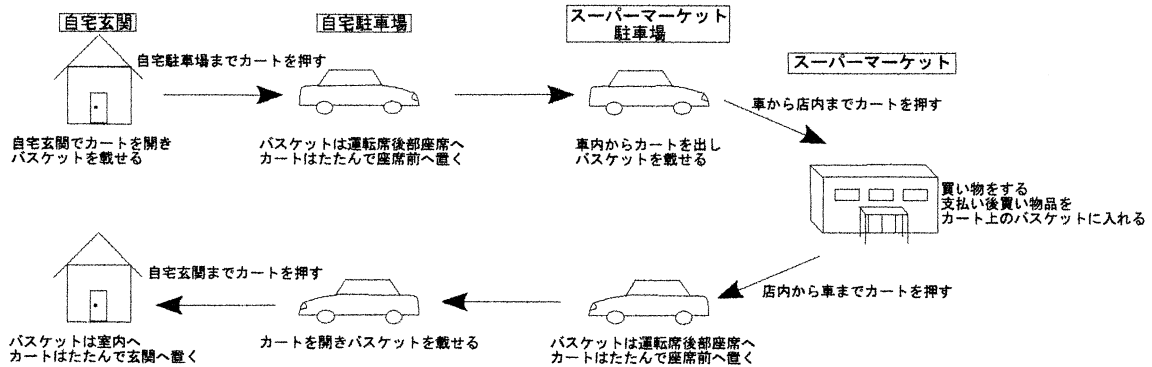 自宅玄関
自宅駐車場
スーパーマーケット
駐車場
スーパーマーケット
自宅駐車場までカートを押す
車から店内までカートを押す
自宅玄関でカートを開き
バスケットを載せる
バスケットは運転席後部座席へ
カートはたたんで座席前へ置く
車内からカートを出し
バスケットを載せる
買い物をする
支払い後買い物品を
カート上のバスケットに入れる
自宅玄関までカートを押す
店内から車までカートを押す
バスケットは室内へ
カートはたたんで玄関へ置く
カートを開きバスケットを載せる
バスケットは運転席後部座席へ
カートはたたんで座席前へ置く